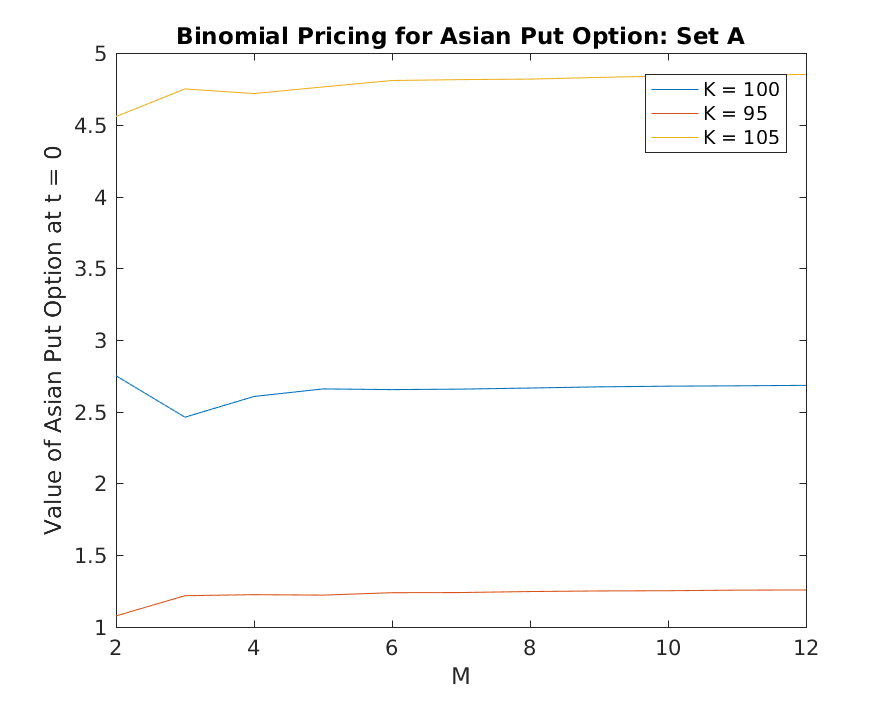 Binomial Pricing for Asian Put Option: Set A
5
4.5
4
3.5
3
2.5
2
1.5
1
Value of Asian Put Option at t = 0
K = 100
K = 95
K = 105
2 4 6 8 10 12
M